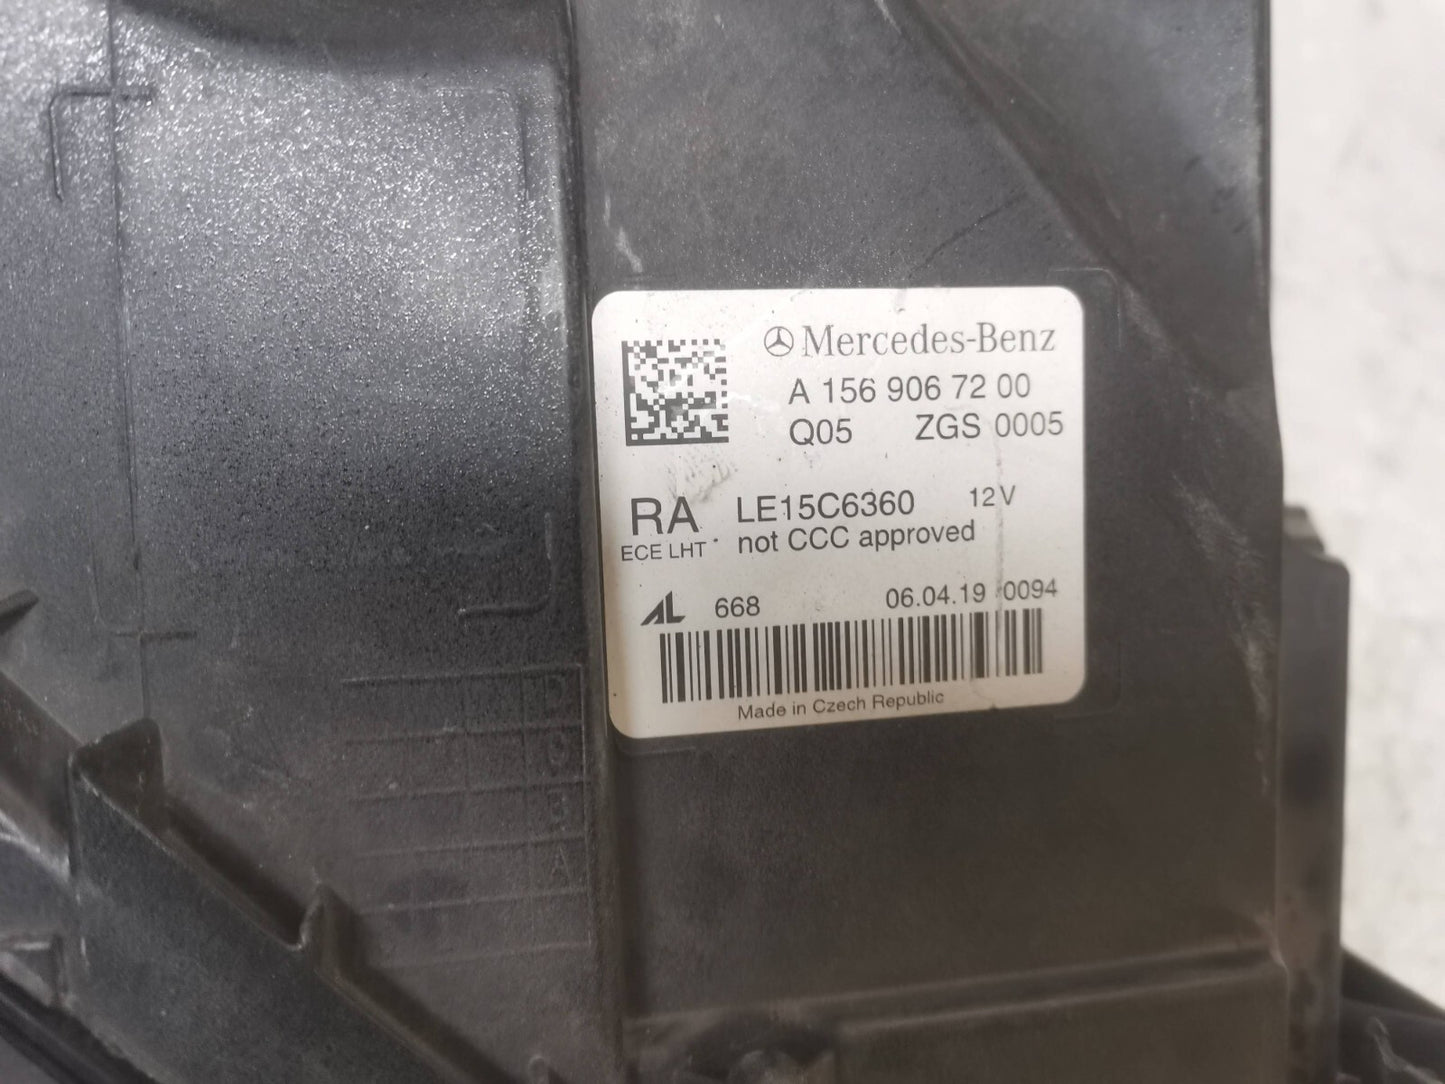 Mercedes-Benz
A 156 906 72 00
Q05 ZGS 0005
RA LE15C6360 12V
ECE LHT not CCC approved
AL 668 06.04.19 0094
Made in Czech Republic
A